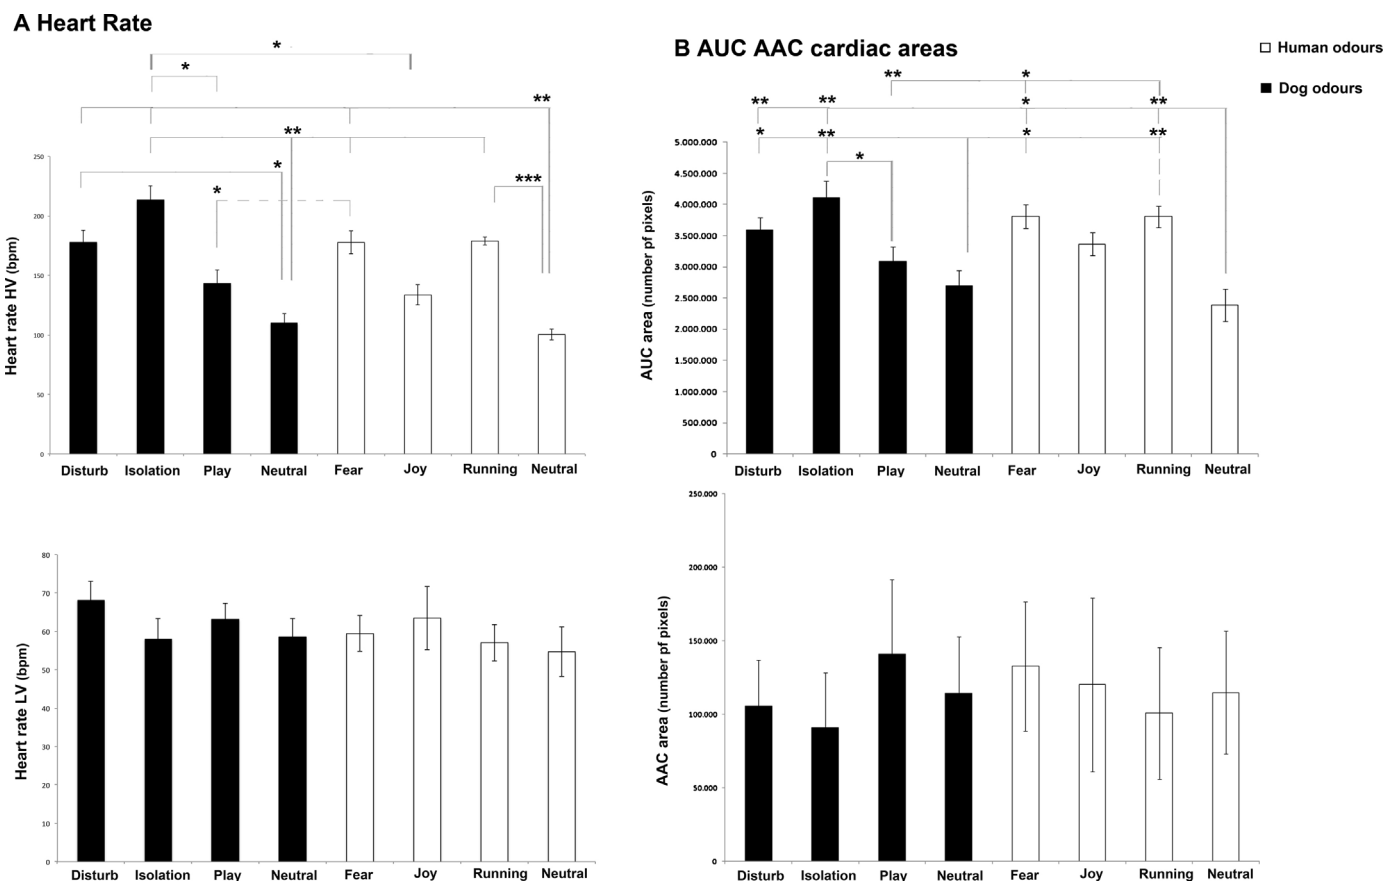 A Heart Rate
B AUC AAC cardiac areas
Human odours
Dog odours
*
*
**
**
*
*
***
Heart rate HV (bpm)
250
200
150
100
50
0
Disturb Isolation Play Neutral Fear Joy Running Neutral
** *
** ** * **
* ** * **
*
AUC area (number pf pixels)
5.000.000
4.500.000
4.000.000
3.500.000
3.000.000
2.500.000
2.000.000
1.500.000
1.000.000
500.000
0
Disturb Isolation Play Neutral Fear Joy Running Neutral
Heart rate LV (bpm)
80
70
60
50
40
30
20
10
0
Disturb Isolation Play Neutral Fear Joy Running Neutral
AAC area (number pf pixels)
250.000
200.000
150.000
100.000
50.000
0
Disturb Isolation Play Neutral Fear Joy Running Neutral